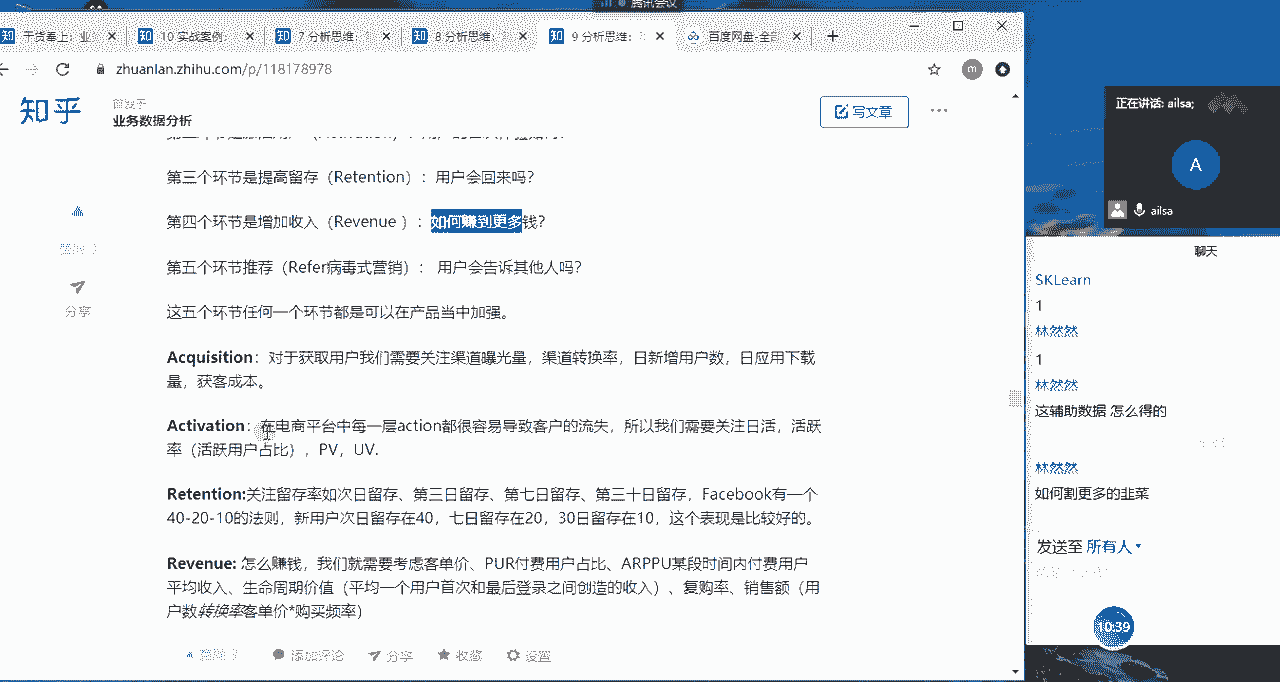 腾讯会议
干货奉上：业
10 实战案例
7 分析思维：
8 分析思维：
9 分析思维：
百度网盘-全部
zhuanlan.zhihu.com/p/118178978
m
知乎
业务数据分析
写文章
第三个环节是提高留存（Retention）：用户会回来吗？
第四个环节是增加收入（Revenue ）：如何赚到更多钱？
第五个环节推荐（Refer病毒式营销）： 用户会告诉其他人吗？
这五个环节任何一个环节都是可以在产品当中加强。
Acquisition：对于获取用户我们需要关注渠道曝光量，渠道转换率，日新增用户数，日应用下载
量，获客成本。
Activation：在电商平台中每一层action都很容易导致客户的流失，所以我们需要关注日活，活跃
率（活跃用户占比），PV，UV.
Retention:关注留存率如次日留存、第三日留存、第七日留存、第三十日留存，Facebook有一个
40-20-10的法则，新用户次日留存在40，七日留存在20，30日留存在10，这个表现是比较好的。
Revenue: 怎么赚钱，我们就需要考虑客单价、PUR付费用户占比、ARPPU某段时间内付费用户
平均收入、生命周期价值（平均一个用户首次和最后登录之间创造的收入）、复购率、销售额（用
户数转换率客单价*购买频率）
分享
添加评论
分享
收藏
设置
正在讲话: ailsa;
A
ailsa
聊天
SKLearn
1
林然然
1
林然然
这辅助数据 怎么得的
林然然
如何割更多的韭菜
发送至 所有人
10:39